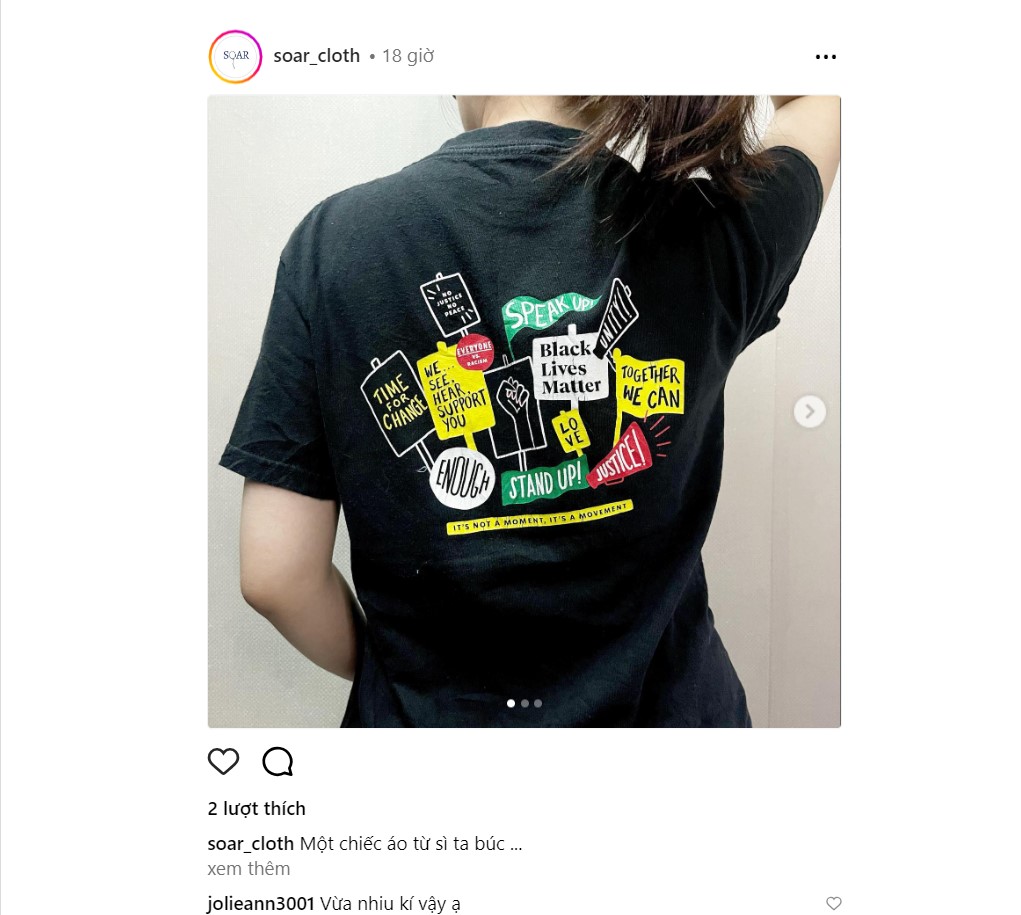 SOAR
soar_cloth • 18 giờ
NO
JUSTICE
NO
PEACE
SPEAK UP!
UNITY
EVERYONE
VS.
RACISM
Black
Lives
Matter
TIME
FOR
CHANGE
WE...
SEE,
HEAR,
SUPPORT
YOU
TOGETHER
WE CAN
LO
VE
ENOUGH
STAND UP!
JUSTICE!
IT'S NOT A MOMENT, IT'S A MOVEMENT
2 lượt thích
soar_cloth Một chiếc áo từ sì ta búc ...
xem thêm
jolieann3001 Vừa nhiu kí vậy ạ